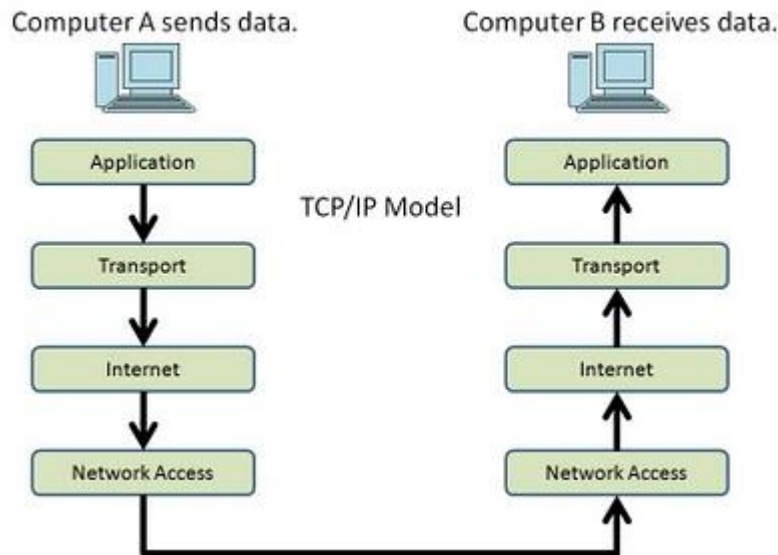 Computer A sends data.
Computer B receives data.
Application
Application
TCP/IP Model
Transport
Transport
Internet
Internet
Network Access
Network Access